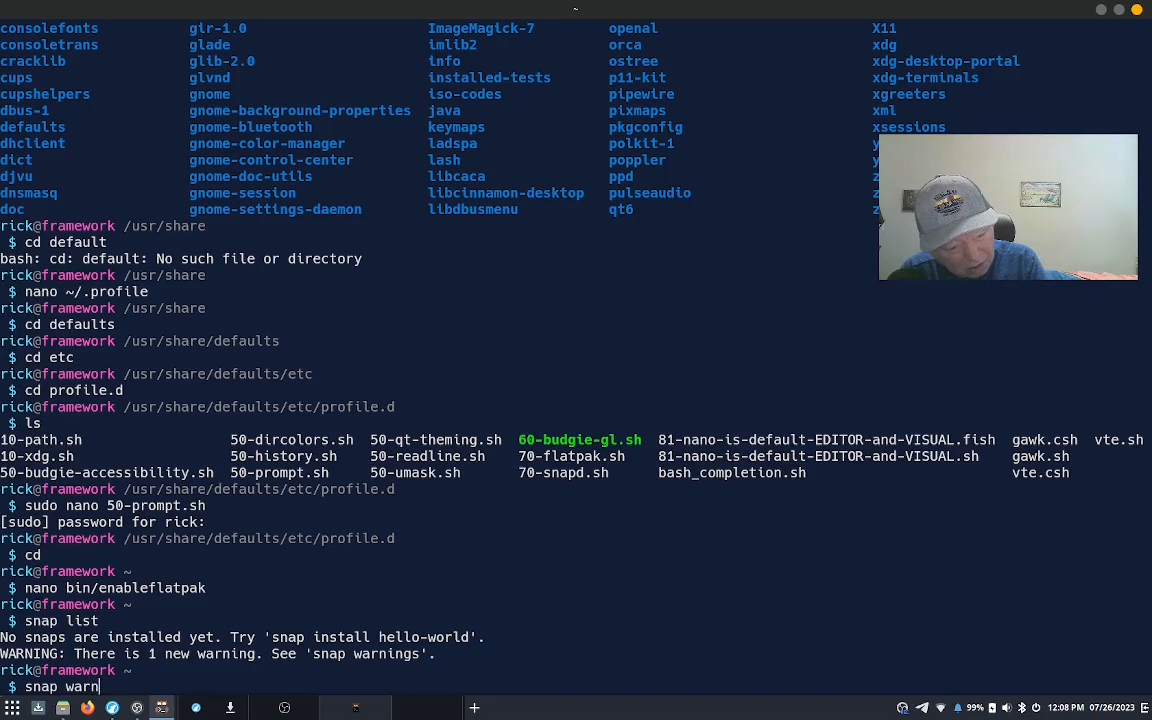 ~
consolefonts gir-1.0 ImageMagick-7 openal X11
consoletrans glade imlib2 orca xdg
cracklib glib-2.0 info ostree xdg-desktop-portal
cups glvnd installed-tests p11-kit xdg-terminals
cupshelpers gnome iso-codes pipewire xgreeters
dbus-1 gnome-background-properties java pixmaps xml
defaults gnome-bluetooth keymaps pkgconfig xsessions
dhclient gnome-color-manager ladspa polkit-1 y
dict gnome-control-center lash poppler y
djvu gnome-doc-utils libcaca ppd z
dnsmasq gnome-session libcinnamon-desktop pulseaudio z
doc gnome-settings-daemon libdbusmenu qt6 z
rick@framework /usr/share
$ cd default
bash: cd: default: No such file or directory
rick@framework /usr/share
$ nano ~/.profile
rick@framework /usr/share
$ cd defaults
rick@framework /usr/share/defaults
$ cd etc
rick@framework /usr/share/defaults/etc
$ cd profile.d
rick@framework /usr/share/defaults/etc/profile.d
$ ls
10-path.sh 50-dircolors.sh 50-qt-theming.sh 60-budgie-gl.sh 81-nano-is-default-EDITOR-and-VISUAL.fish gawk.csh vte.sh
10-xdg.sh 50-history.sh 50-readline.sh 70-flatpak.sh 81-nano-is-default-EDITOR-and-VISUAL.sh gawk.sh
50-budgie-accessibility.sh 50-prompt.sh 50-umask.sh 70-snapd.sh bash_completion.sh vte.csh
rick@framework /usr/share/defaults/etc/profile.d
$ sudo nano 50-prompt.sh
[sudo] password for rick:
rick@framework /usr/share/defaults/etc/profile.d
$ cd
rick@framework ~
$ nano bin/enableflatpak
rick@framework ~
$ snap list
No snaps are installed yet. Try 'snap install hello-world'.
WARNING: There is 1 new warning. See 'snap warnings'.
rick@framework ~
$ snap warn
99% 12:08 PM 07/26/2023